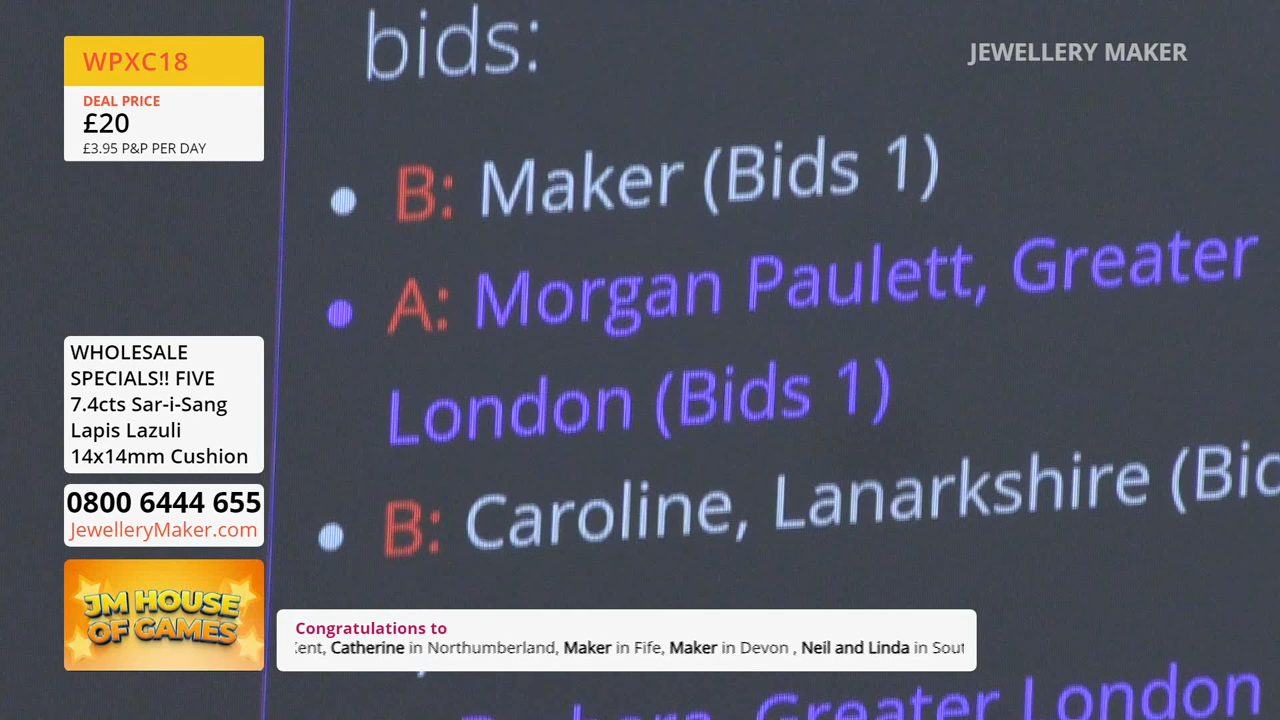 WPXC18
DEAL PRICE
£20
£3.95 P&P PER DAY
JEWELLERY MAKER
bids:
B: Maker (Bids 1)
A: Morgan Paulett, Greater
London (Bids 1)
B: Caroline, Lanarkshire
Greater London
WHOLESALE
SPECIALS!! FIVE
7.4cts Sar-i-Sang
Lapis Lazuli
14x14mm Cushion
0800 6444 655
JewelleryMaker.com
JM HOUSE
OF GAMES
Congratulations to
Catherine in Northumberland, Maker in Fife, Maker in Devon , Neil and Linda in